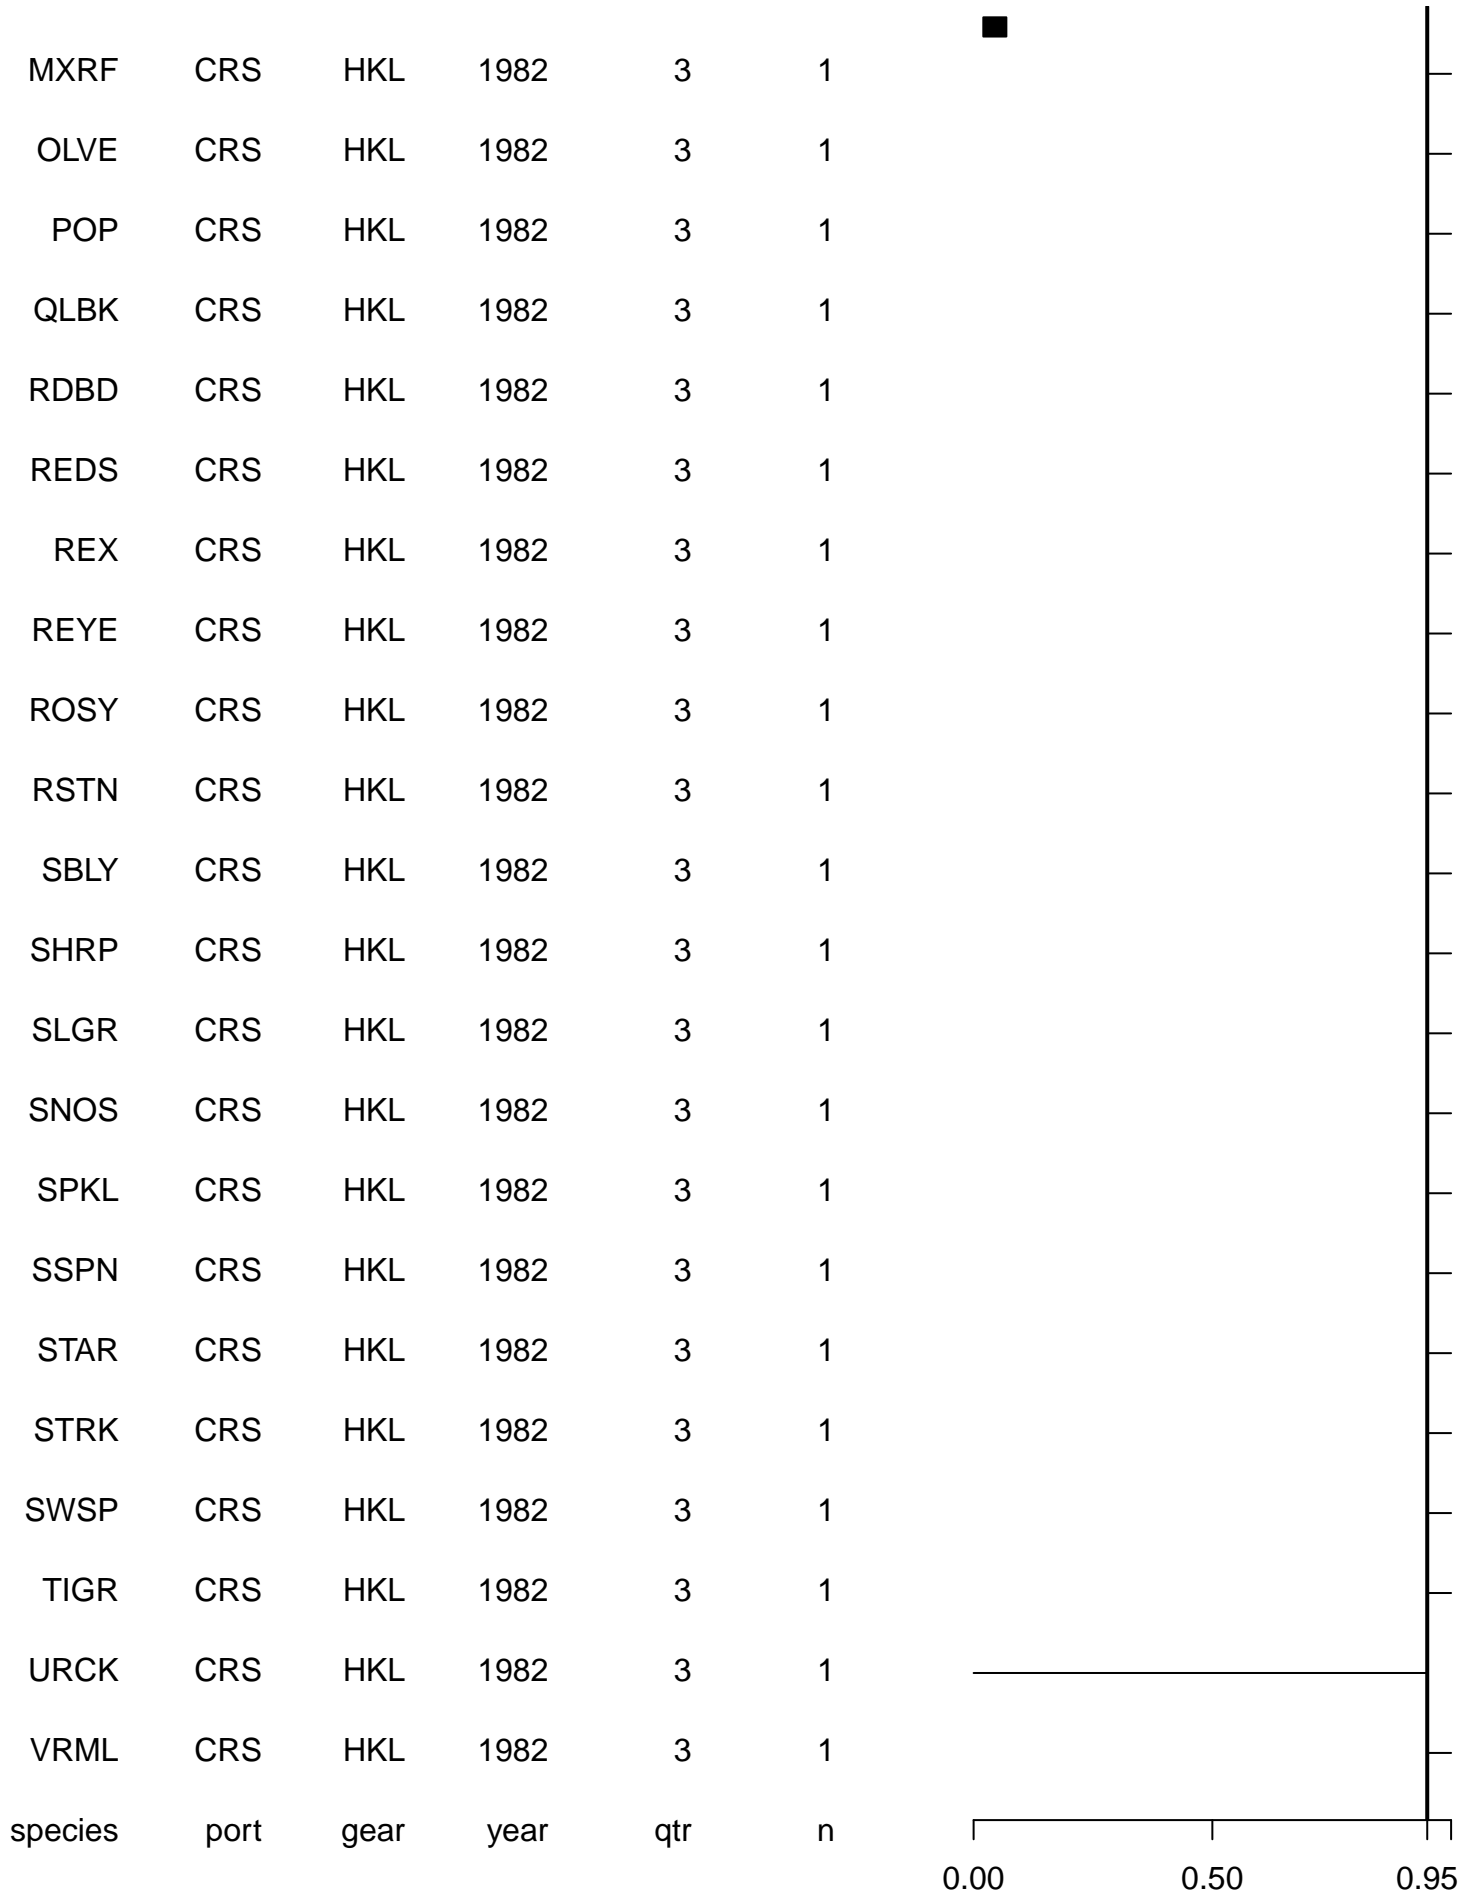 MXRF CRS HKL 1982 3 1
OLVE CRS HKL 1982 3 1
POP CRS HKL 1982 3 1
QLBK CRS HKL 1982 3 1
RDBD CRS HKL 1982 3 1
REDS CRS HKL 1982 3 1
REX CRS HKL 1982 3 1
REYE CRS HKL 1982 3 1
ROSY CRS HKL 1982 3 1
RSTN CRS HKL 1982 3 1
SBLY CRS HKL 1982 3 1
SHRP CRS HKL 1982 3 1
SLGR CRS HKL 1982 3 1
SNOS CRS HKL 1982 3 1
SPKL CRS HKL 1982 3 1
SSPN CRS HKL 1982 3 1
STAR CRS HKL 1982 3 1
STRK CRS HKL 1982 3 1
SWSP CRS HKL 1982 3 1
TIGR CRS HKL 1982 3 1
URCK CRS HKL 1982 3 1
VRML CRS HKL 1982 3 1
species port gear year qtr n
0.00 0.50 0.95